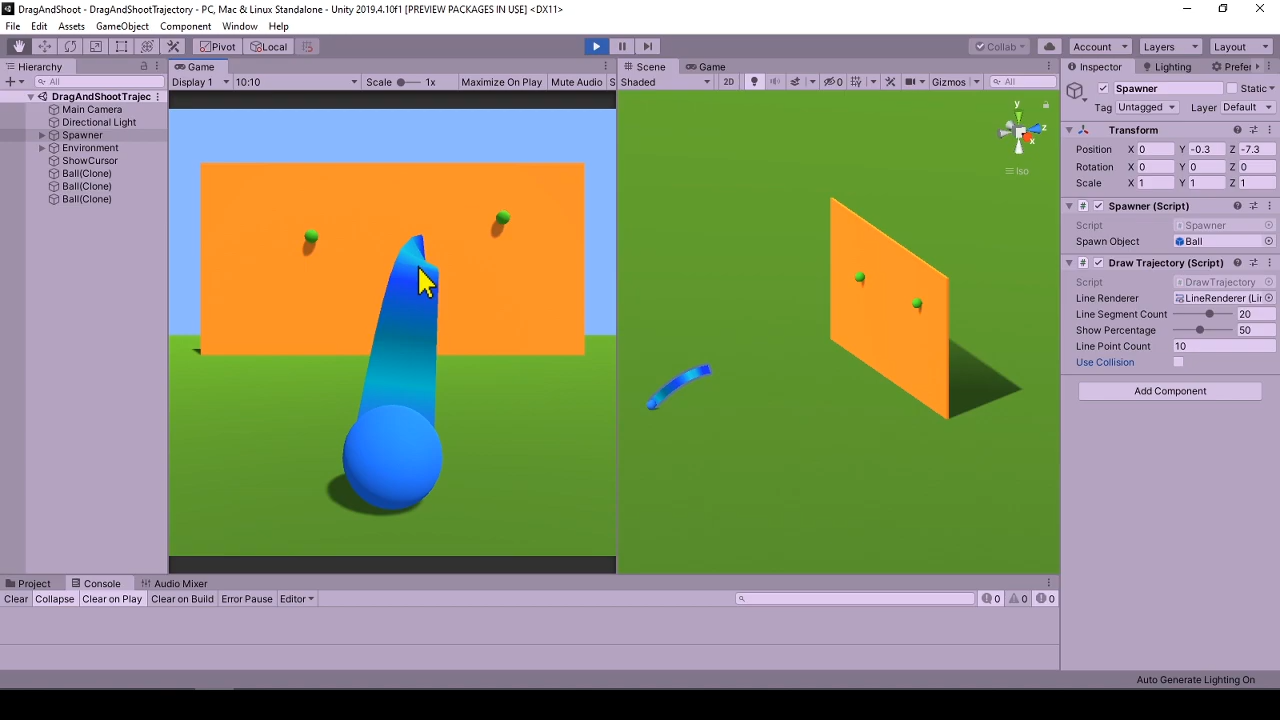 DragAndShoot - DragAndShootTrajectory - PC, Mac & Linux Standalone - Unity 2019.4.10f1 [PREVIEW PACKAGES IN USE] <DX11>
File Edit Assets GameObject Component Window Help
Pivot Local Collab Account Layers Layout
Hierarchy
All
DragAndShootTrajec
Main Camera
Directional Light
Spawner
Environment
ShowCursor
Ball(Clone)
Ball(Clone)
Ball(Clone)
Game
Display 1 10:10 Scale 1x Maximize On Play Mute Audio S
Scene Game
Shaded 2D 0 Gizmos All
y
z
x
Iso
Inspector Lighting Prefer
Spawner Static
Tag Untagged Layer Default
Transform
Position X 0 Y -0.3 Z -7.3
Rotation X 0 Y 0 Z 0
Scale X 1 Y 1 Z 1
Spawner (Script)
Script Spawner
Spawn Object Ball
Draw Trajectory (Script)
Script DrawTrajectory
Line Renderer LineRenderer (Lir
Line Segment Count 20
Show Percentage 50
Line Point Count 10
Use Collision
Add Component
Project Console Audio Mixer
Clear Collapse Clear on Play Clear on Build Error Pause Editor 0 0 0
Auto Generate Lighting On